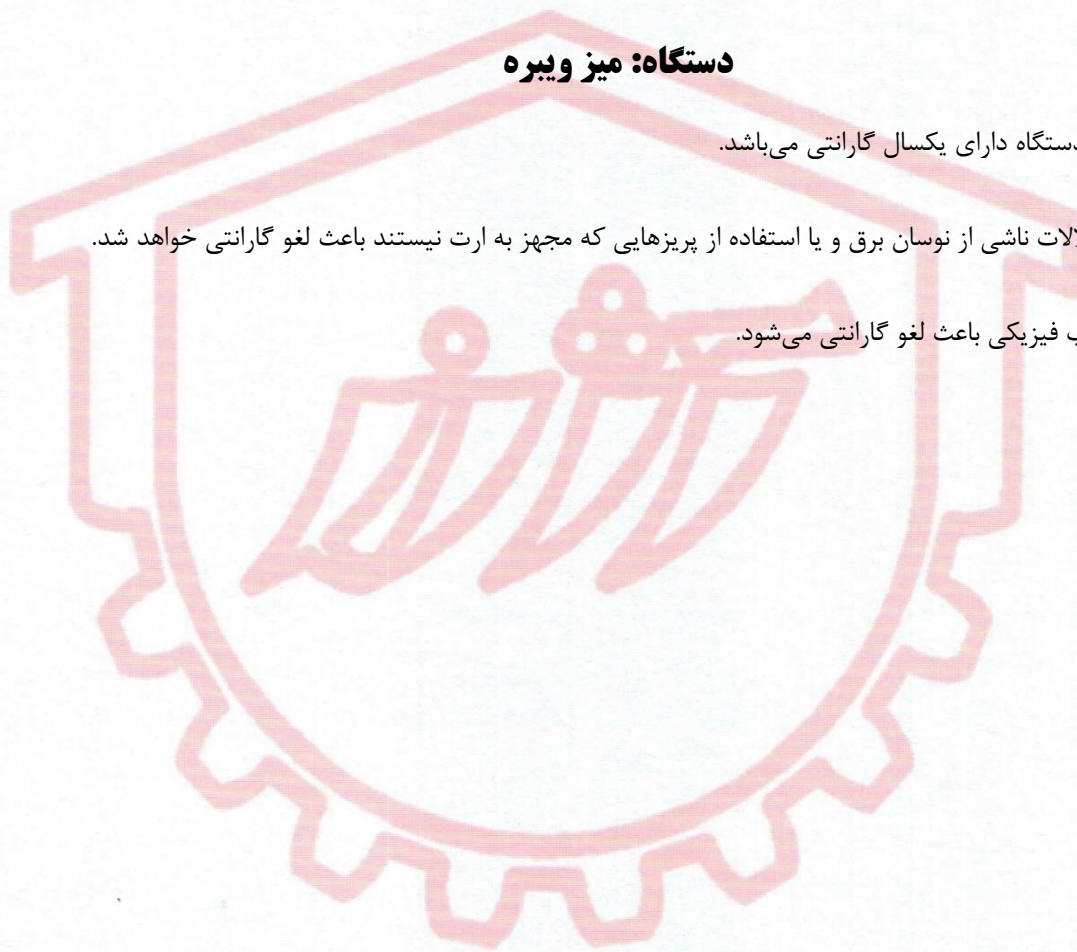 دستگاه: میز ویبره
دستگاه دارای یکسال گارانتی می‌باشد.
ناشی از نوسان برق و یا استفاده از پریزهایی که مجهز به ارت نیستند باعث لغو گارانتی خواهد شد.
فیزیکی باعث لغو گارانتی می‌شود.